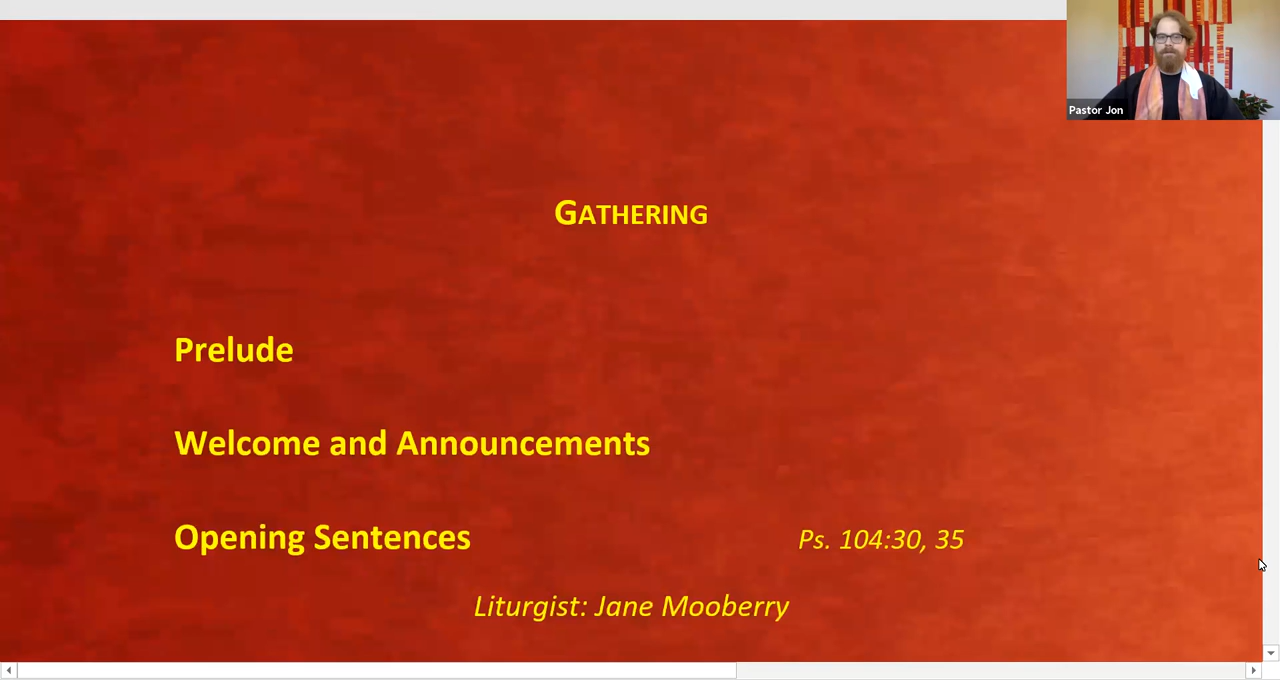 Pastor Jon
GATHERING
Prelude
Welcome and Announcements
Opening Sentences Ps. 104:30, 35
Liturgist: Jane Mooberry